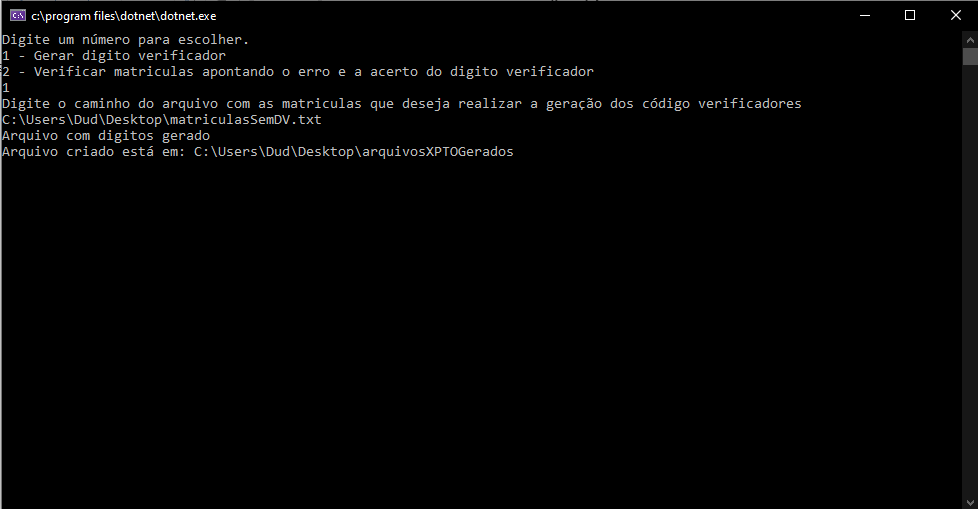 c:\program files\dotnet\dotnet.exe
Digite um número para escolher.
1 - Gerar digito verificador
2 - Verificar matriculas apontando o erro e a acerto do digito verificador
1
Digite o caminho do arquivo com as matriculas que deseja realizar a geração dos código verificadores
C:\Users\Dud\Desktop\matriculasSemDV.txt
Arquivo com digitos gerado
Arquivo criado está em: C:\Users\Dud\Desktop\arquivosXPTOGerados